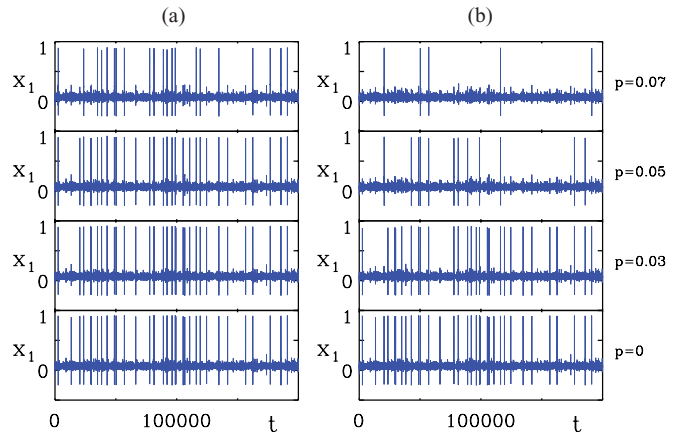 (a) (b)
1 1
X1 X1 p=0.07
0 0
1 1
X1 X1 p=0.05
0 0
1 1
X1 X1 p=0.03
0 0
1 1
X1 X1 p=0
0 0
0 100000 t 0 100000 t